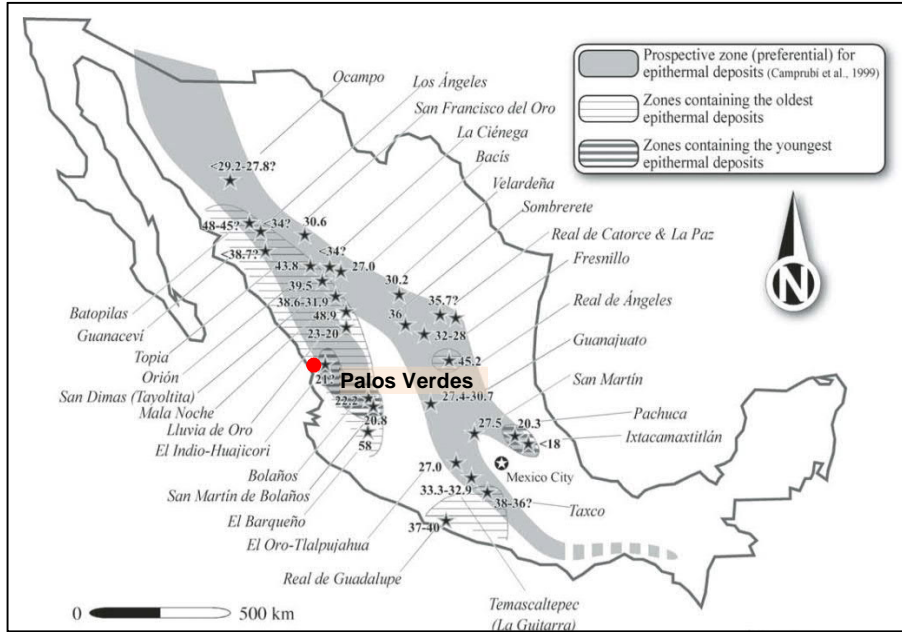 Prospective zone (preferential) for
epithermal deposits (Camprubí et al., 1999)
Zones containing the oldest
epithermal deposits
Zones containing the youngest
epithermal deposits
N
Ocampo
Los Ángeles
San Francisco del Oro
La Ciénega
Bacís
Velardeña
Sombrerete
Real de Catorce & La Paz
Fresnillo
Real de Ángeles
Guanajuato
San Martín
Pachuca
Ixtacamaxtitlán
<29.2-27.8?
48-45?
<34?
30.6
<38.7?
<34?
43.8
27.0
39.5
38.6-31.9
48.9
23-20
30.2
35.7?
36
32-28
45.2
21?
Palos Verdes
27.4-30.7
22.2
20.8
58
27.5
20.3
<18
Mexico City
27.0
33.3-32.9
38-36?
37-40
Batopilas
Guanaceví
Topia
Orión
San Dimas (Tayoltita)
Mala Noche
Lluvia de Oro
El Indio-Huajicori
Bolaños
San Martín de Bolaños
El Barqueño
El Oro-Tlalpujahua
Real de Guadalupe
Taxco
Temascaltepec
(La Guitarra)
0 500 km